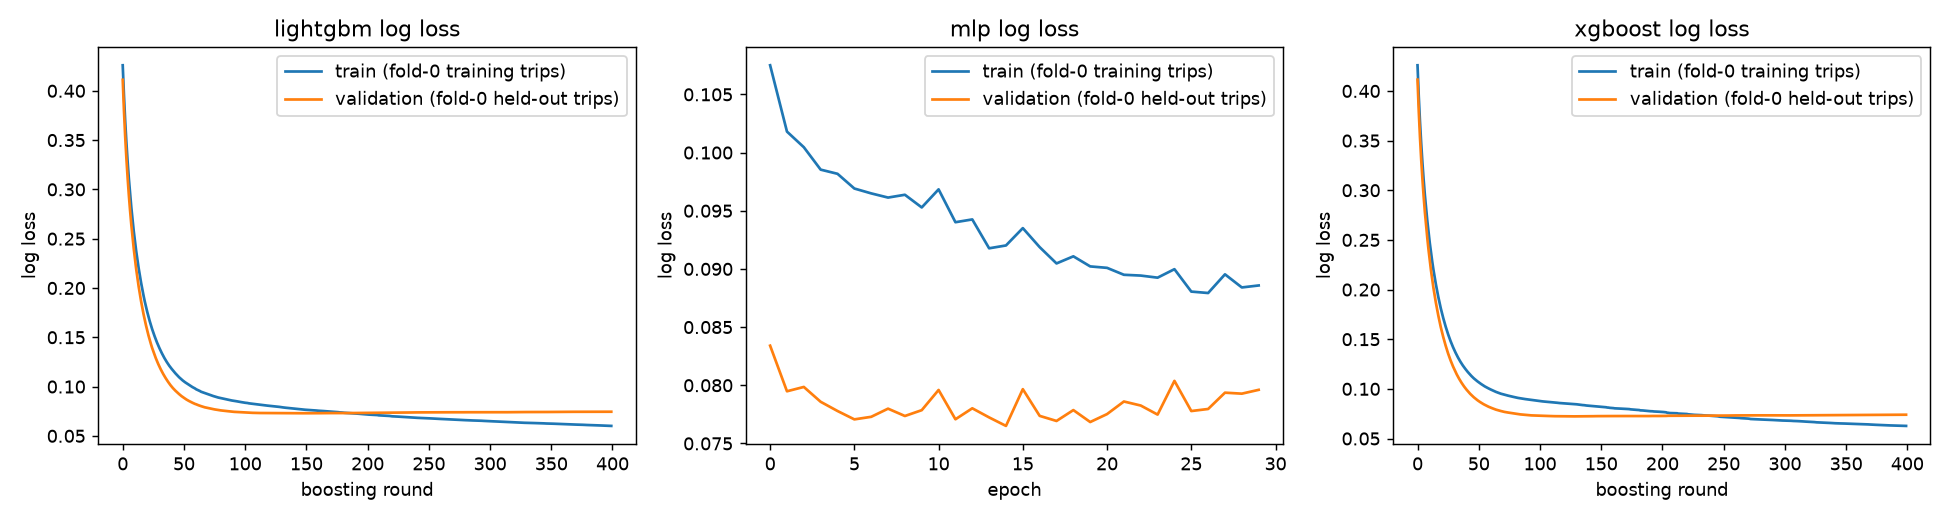 lightgbm log loss
train (fold-0 training trips)
validation (fold-0 held-out trips)
log loss
0.40
0.35
0.30
0.25
0.20
0.15
0.10
0.05
0 50 100 150 200 250 300 350 400
boosting round
mlp log loss
train (fold-0 training trips)
validation (fold-0 held-out trips)
log loss
0.105
0.100
0.095
0.090
0.085
0.080
0.075
0 5 10 15 20 25 30
epoch
xgboost log loss
train (fold-0 training trips)
validation (fold-0 held-out trips)
log loss
0.40
0.35
0.30
0.25
0.20
0.15
0.10
0.05
0 50 100 150 200 250 300 350 400
boosting round